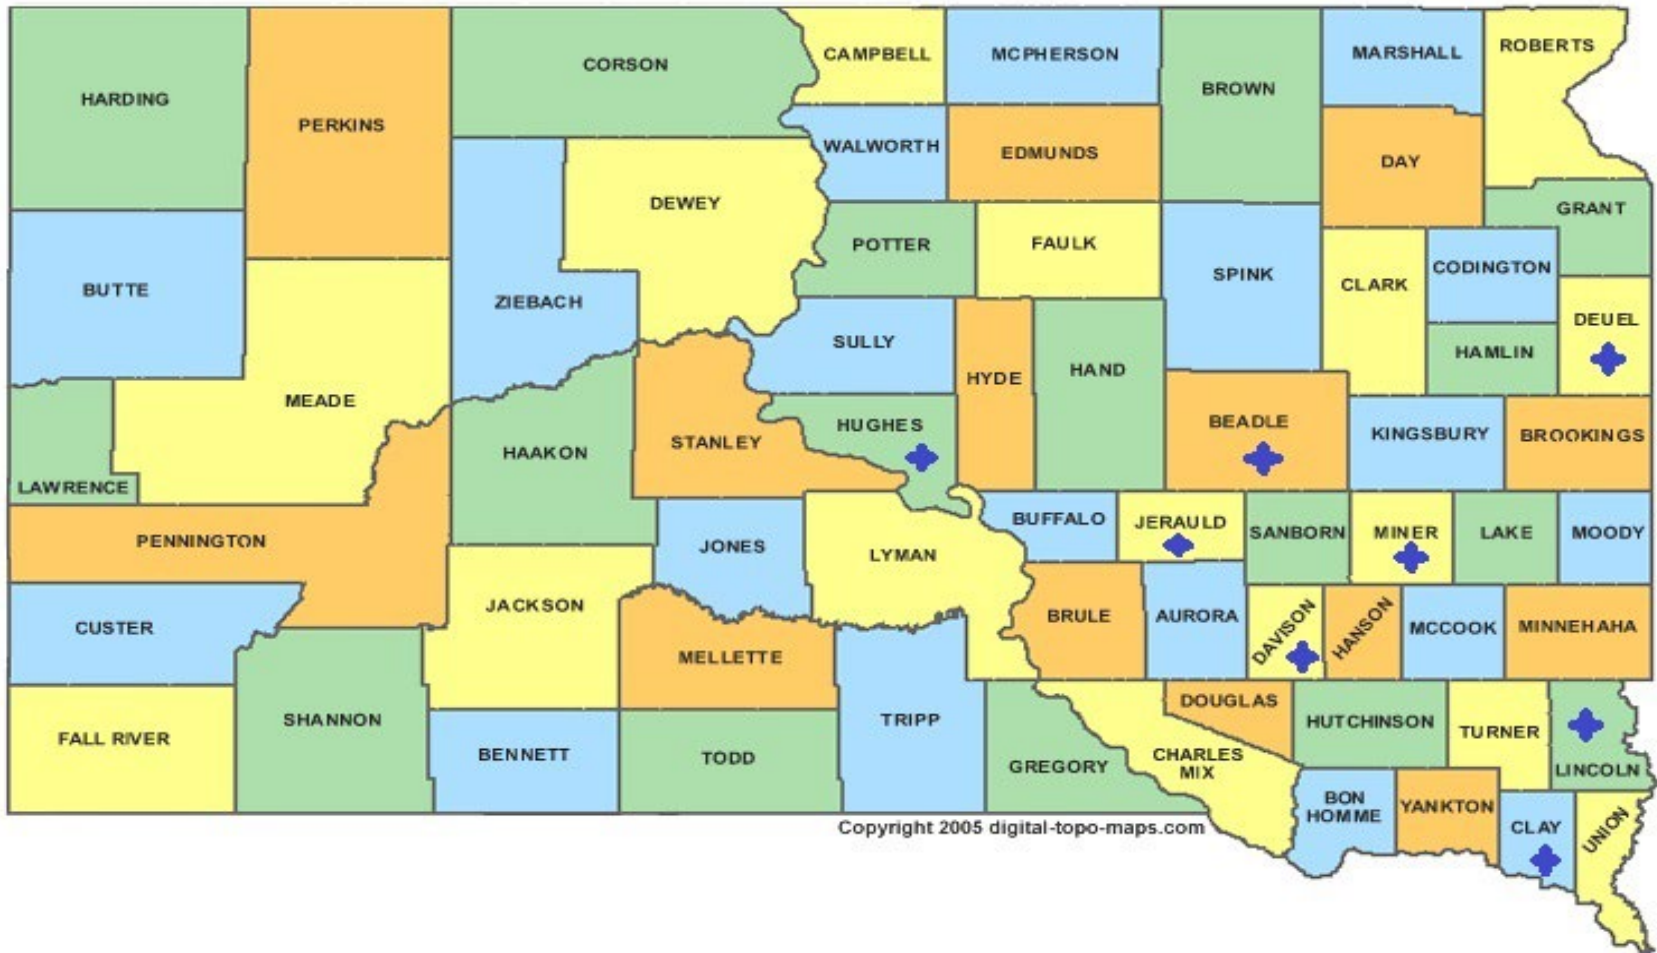 CAMPBELL
MCPHERSON
MARSHALL
ROBERTS
CORSON
BROWN
HARDING
PERKINS
WALWORTH
EDMUNDS
DAY
DEWEY
GRANT
POTTER
FAULK
SPINK
CODINGTON
CLARK
BUTTE
ZIEBACH
DEUEL
SULLY
HAMLIN
HAND
HYDE
MEADE
BEADLE
HUGHES
KINGSBURY
BROOKINGS
STANLEY
HAAKON
LAWRENCE
BUFFALO
JERAULD
SANBORN
MINER
LAKE
MOODY
PENNINGTON
JONES
LYMAN
JACKSON
CUSTER
BRULE
AURORA
DAVISON
HANSON
MCCOOK
MINNEHAHA
MELLETTE
DOUGLAS
SHANNON
TRIPP
HUTCHINSON
TURNER
FALL RIVER
BENNETT
TODD
GREGORY
CHARLES
MIX
LINCOLN
BON
HOMME
YANKTON
CLAY
UNION
Copyright 2005 digital-topo-maps.com